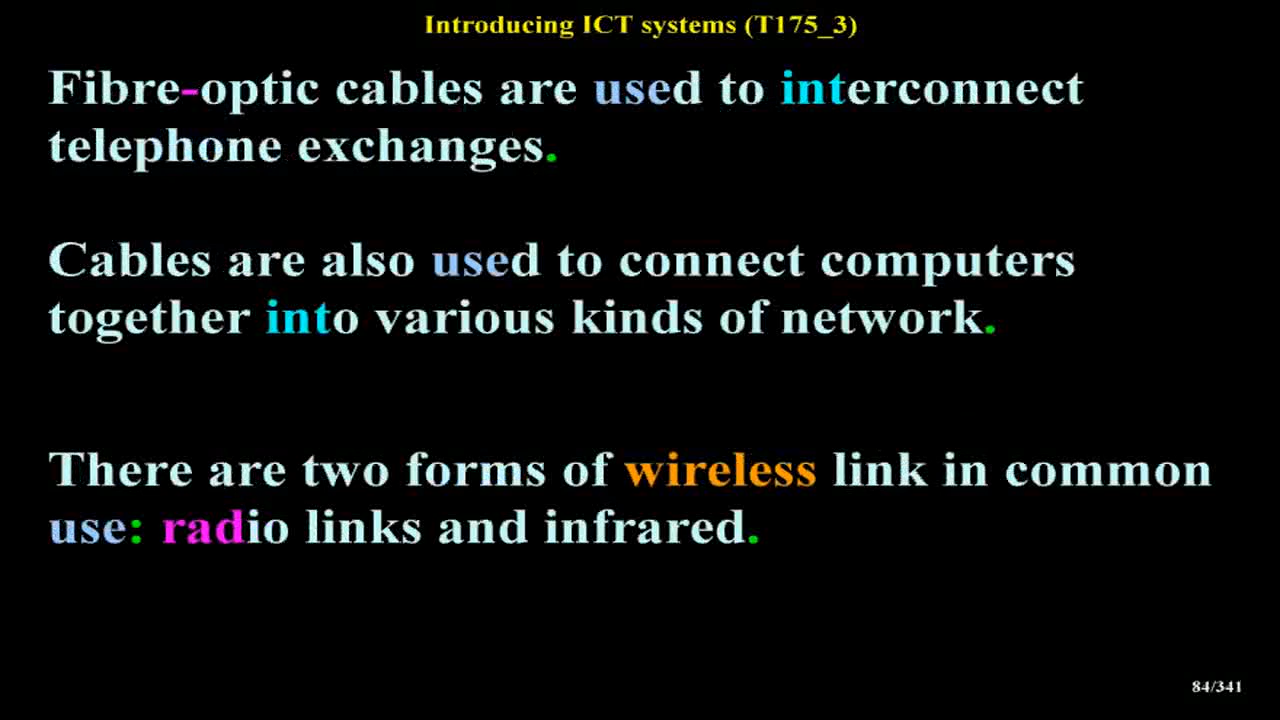 Introducing ICT systems (T175_3)
Fibre-optic cables are used to interconnect
telephone exchanges.
Cables are also used to connect computers
together into various kinds of network.
There are two forms of wireless link in common
use: radio links and infrared.
84/341